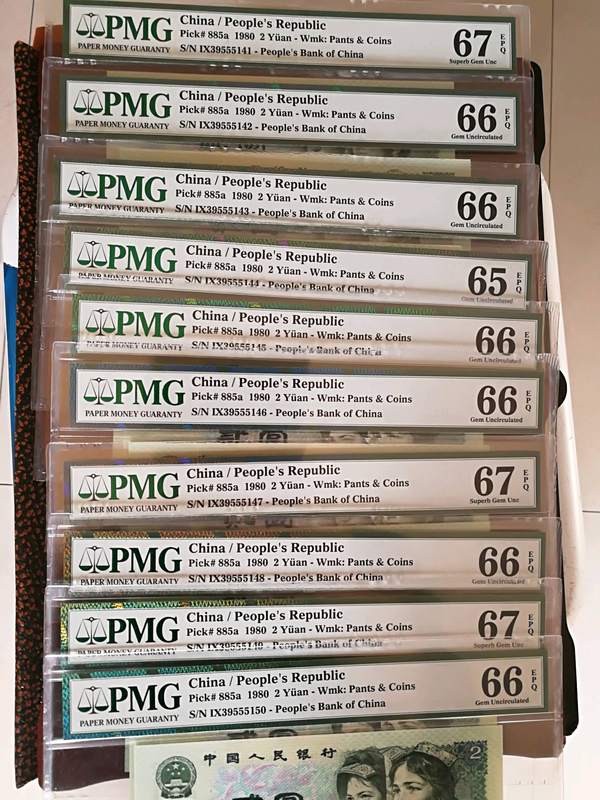 PMG
PAPER MONEY GUARANTY
China / People's Republic
Pick# 885a 1980 2 Yüan - Wmk: Pants & Coins
S/N IX39555141 - People's Bank of China
67 EPQ
Superb Gem Unc
PMG
PAPER MONEY GUARANTY
China / People's Republic
Pick# 885a 1980 2 Yüan - Wmk: Pants & Coins
S/N IX39555142 - People's Bank of China
66 EPQ
Gem Uncirculated
PMG
PAPER MONEY GUARANTY
China / People's Republic
Pick# 885a 1980 2 Yüan - Wmk: Pants & Coins
S/N IX39555143 - People's Bank of China
66 EPQ
Gem Uncirculated
PMG
PAPER MONEY GUARANTY
China / People's Republic
Pick# 885a 1980 2 Yüan - Wmk: Pants & Coins
S/N IX39555144 - People's Bank of China
65 EPQ
Gem Uncirculated
PMG
PAPER MONEY GUARANTY
China / People's Republic
Pick# 885a 1980 2 Yüan - Wmk: Pants & Coins
S/N IX39555145 - People's Bank of China
66 EPQ
Gem Uncirculated
PMG
PAPER MONEY GUARANTY
China / People's Republic
Pick# 885a 1980 2 Yüan - Wmk: Pants & Coins
S/N IX39555146 - People's Bank of China
66 EPQ
Gem Uncirculated
PMG
PAPER MONEY GUARANTY
China / People's Republic
Pick# 885a 1980 2 Yüan - Wmk: Pants & Coins
S/N IX39555147 - People's Bank of China
67 EPQ
Superb Gem Unc
PMG
PAPER MONEY GUARANTY
China / People's Republic
Pick# 885a 1980 2 Yüan - Wmk: Pants & Coins
S/N IX39555148 - People's Bank of China
66 EPQ
Gem Uncirculated
PMG
PAPER MONEY GUARANTY
China / People's Republic
Pick# 885a 1980 2 Yüan - Wmk: Pants & Coins
S/N IX39555149 - People's Bank of China
67 EPQ
Superb Gem Unc
PMG
PAPER MONEY GUARANTY
China / People's Republic
Pick# 885a 1980 2 Yüan - Wmk: Pants & Coins
S/N IX39555150 - People's Bank of China
66 EPQ
Gem Uncirculated
中国人民银行
2